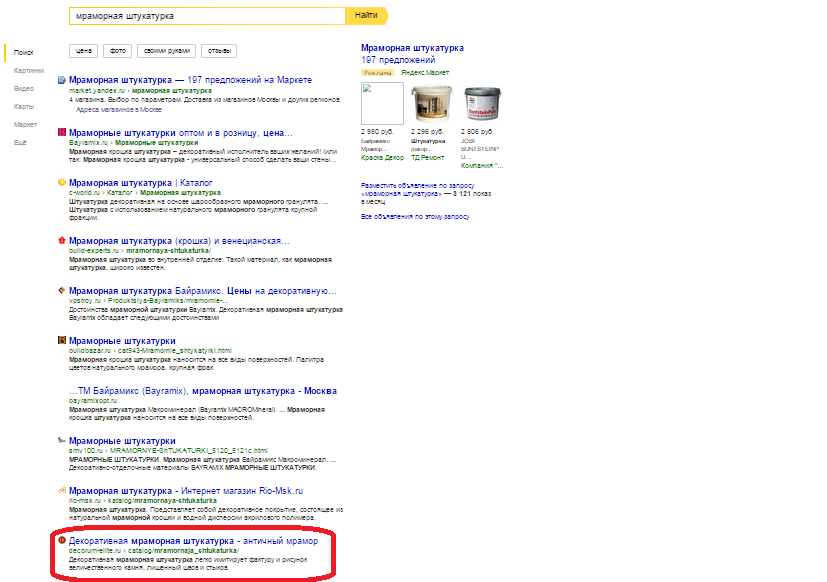 мраморная штукатурка
Найти
Поиск
Картинки
Видео
Карты
Маркет
Ещё
цена
фото
своими руками
отзывы
Мраморная штукатурка — 197 предложений на Маркете
market.yandex.ru › мраморная штукатурка
4 магазина. Выбор по параметрам. Доставка из магазинов Москвы и других регионов.
Адреса магазинов в Москве
Мраморные штукатурки оптом и в розницу, цена...
Bayramix.ru › Мраморные штукатурки
Мраморная крошка штукатурка – декоративный исполнитель ваших желаний! (или
так: Мраморная крошка штукатурка - универсальный способ сделать ваши стены...
Мраморная штукатурка | Каталог
c-world.ru › Каталог › Мраморная штукатурка
Штукатурка декоративная на основе шарообразного мраморного гранулята. ...
Штукатурка с использованием натурального мраморного гранулята крупной
фракции.
Мраморная штукатурка (крошка) и венецианская...
build-experts.ru › mramornaya-shtukaturka/
Мраморная штукатурка во внутренней отделке. Такой материал, как мраморная
штукатурка, широко известен.
Мраморная штукатурка Байрамикс. Цены на декоративную...
vpstroy.ru › Produktsiya-Bayramiks/mramornie-...
Достоинства мраморной штукатурки Bayramix. Декоративная мраморная штукатурка
Bayramix обладает следующими достоинствами
Мраморные штукатурки
buildbazar.ru › cat943-Mramornie_shtykatyrki.html
Мраморная крошка штукатурка наносится на все виды поверхностей. Палитра
цветов натурального мрамора. крупная фрак.
...ТМ Байрамикс (Bayramix), мраморная штукатурка - Москва
bayramixopt.ru
Мраморная штукатурка Макроминерал (Bayramix MACROMineral). ... Мраморная
крошка штукатурка наносится на все виды поверхностей.
Мраморные штукатурки
smv100.ru › MRAMORNYE-ShTUKATURKI_5120_5121c.html
МРАМОРНЫЕ ШТУКАТУРКИ. Мраморная штукатурка Байрамикс Макроминерал. ...
Декоративно-отделочные материалы BAYRAMIX МРАМОРНЫЕ ШТУКАТУРКИ.
Мраморная штукатурка - Интернет магазин Rio-Msk.ru
rio-msk.ru › katalog/mramornaya-shtukaturka
Мраморная штукатурка. Представляет собой декоративное покрытие, состоящее из
натуральной мраморной крошки и водной дисперсии акрилового полимера.
Декоративная мраморная штукатурка - античный мрамор
decorum-elite.ru › catalog/mramornaja_shtukaturka/
Декоративная мраморная штукатурка легко имитирует фактуру и рисунок
величественного камня, лишенный швов и стыков.
Мраморная штукатурка
197 предложений
Реклама Яндекс.Маркет
2 960 руб.
Байрамикс
Мрамор...
Краска Декор
2 296 руб.
Штукатурка
декор...
ТД Ремонт
2 806 руб.
JOBI
BUNTSTEINP
U...
Компания "...
Разместить объявление по запросу
«мраморная штукатурка» — 3 121 показ
в месяц
Все объявления по этому запросу